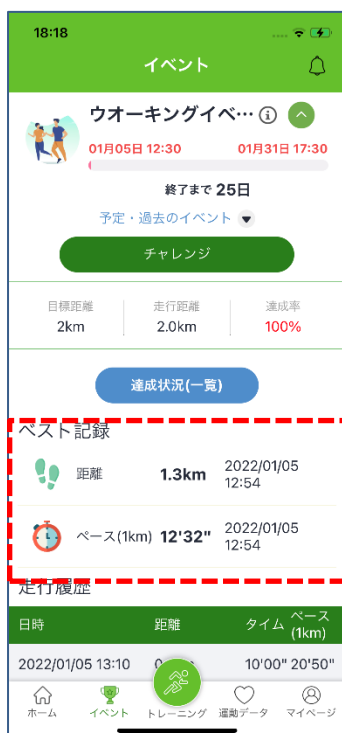 18:18
イベント
ウオーキングイベ…
01月05日 12:30 01月31日 17:30
終了まで 25日
予定・過去のイベント
チャレンジ
目標距離 走行距離 達成率
2km 2.0km 100%
達成状況(一覧)
ベスト記録
距離 1.3km 2022/01/05
12:54
ペース(1km) 12'32" 2022/01/05
12:54
走行履歴
日時 距離 タイム ペース
(1km)
2022/01/05 13:10 10'00" 20'50"
ホーム イベント トレーニング 運動データ マイページ